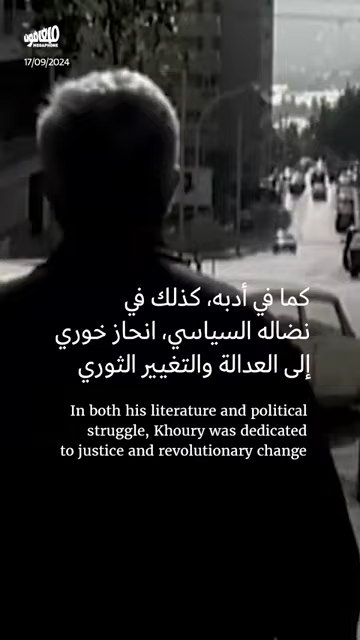 ميغافون
MEGAPHONE
17/09/2024
كما في أدبه، كذلك في
نضاله السياسي، انحاز خوري
إلى العدالة والتغيير الثوري
In both his literature and political
struggle, Khoury was dedicated
to justice and revolutionary change